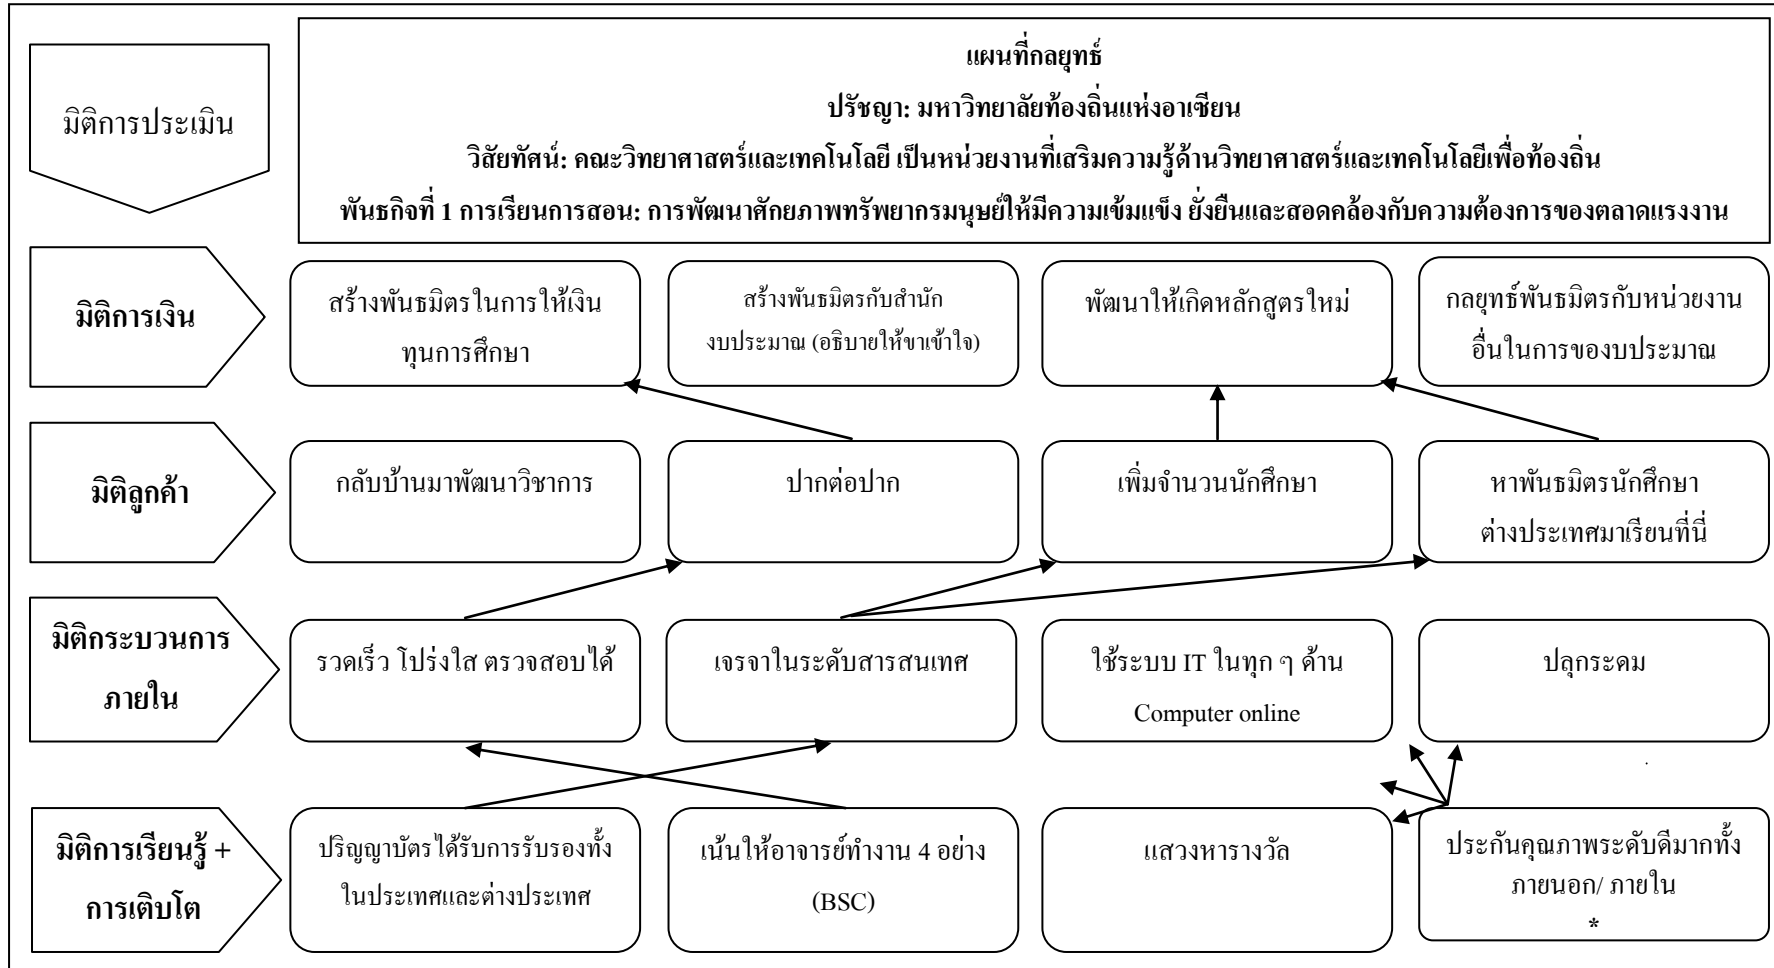 แผนที่กลยุทธ์
ปรัชญา: มหาวิทยาลัยท้องถิ่นแห่งอาเซียน
วิสัยทัศน์: คณะวิทยาศาสตร์และเทคโนโลยี เป็นหน่วยงานที่เสริมความรู้ด้านวิทยาศาสตร์และเทคโนโลยีเพื่อท้องถิ่น
พันธกิจที่ 1 การเรียนการสอน: การพัฒนาศักยภาพทรัพยากรมนุษย์ให้มีความเข้มแข็ง ยั่งยืนและสอดคล้องกับความต้องการของตลาดแรงงาน
มิติการประเมิน
มิติการเงิน
สร้างพันธมิตรในการให้เงิน
ทุนการศึกษา
สร้างพันธมิตรกับสำนัก
งบประมาณ (อธิบายให้ขาเข้าใจ)
พัฒนาให้เกิดหลักสูตรใหม่
กลยุทธ์พันธมิตรกับหน่วยงาน
อื่นในการของบประมาณ
มิติลูกค้า
กลับบ้านมาพัฒนาวิชาการ
ปากต่อปาก
เพิ่มจำนวนนักศึกษา
หาพันธมิตรนักศึกษา
ต่างประเทศมาเรียนที่นี่
มิติกระบวนการ
ภายใน
รวดเร็ว โปร่งใส ตรวจสอบได้
เจรจาในระดับสารสนเทศ
ใช้ระบบ IT ในทุก ๆ ด้าน
Computer online
ปลุกระดม
มิติการเรียนรู้ +
การเติบโต
ปริญญาบัตรได้รับการรับรองทั้ง
ในประเทศและต่างประเทศ
เน้นให้อาจารย์ทำงาน 4 อย่าง
(BSC)
แสวงหารางวัล
ประกันคุณภาพระดับดีมากทั้ง
ภายนอก/ ภายใน
*